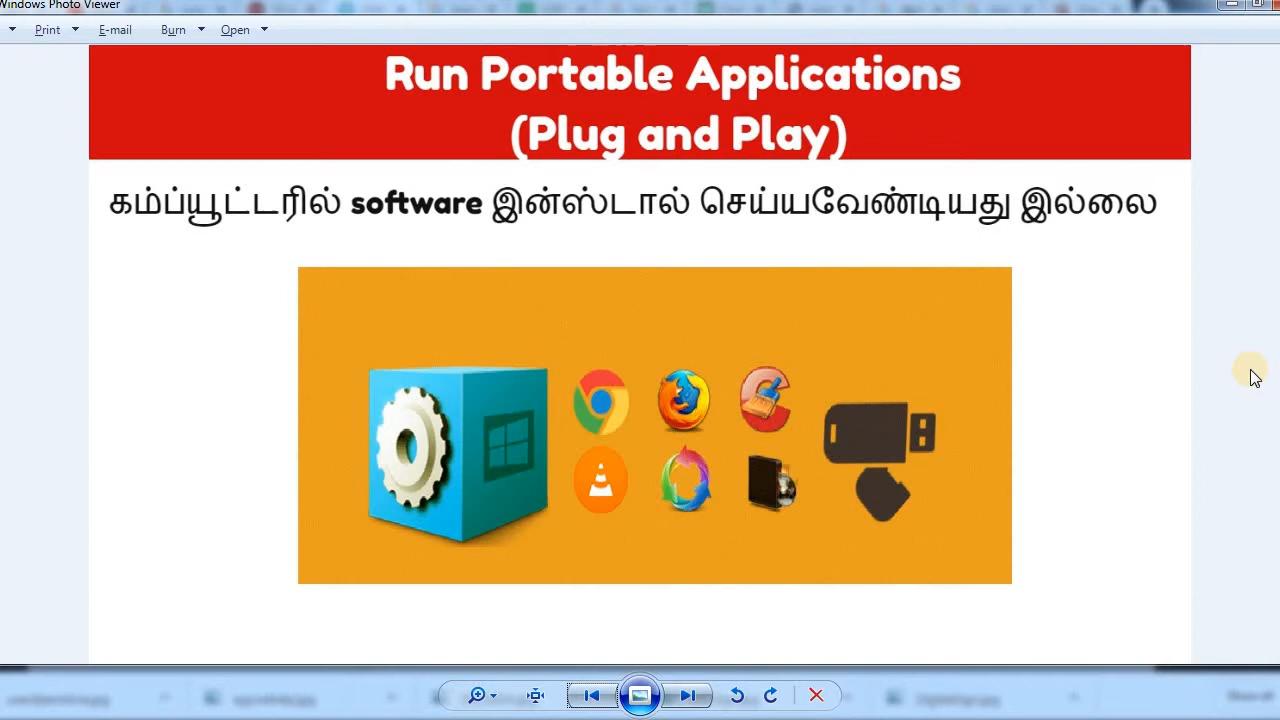 Windows Photo Viewer
Print E-mail Burn Open
Run Portable Applications
(Plug and Play)
கம்ப்யூட்டரில் software இன்ஸ்டால் செய்யவேண்டியது இல்லை